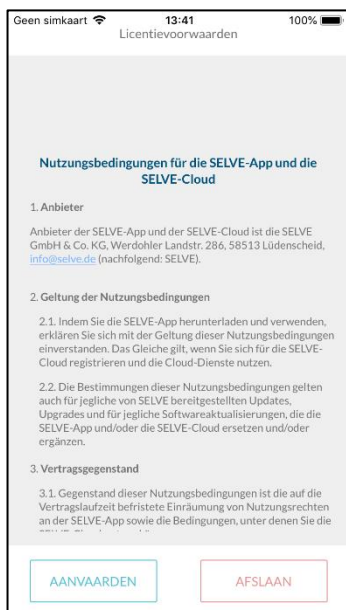 Geen simkaart 13:41 100%
Licentievoorwaarden
Nutzungsbedingungen für die SELVE-App und die
SELVE-Cloud
1. Anbieter
Anbieter der SELVE-App und der SELVE-Cloud ist die SELVE
GmbH & Co. KG, Werdohler Landstr. 286, 58513 Lüdenscheid,
info@selve.de (nachfolgend: SELVE).
2. Geltung der Nutzungsbedingungen
2.1. Indem Sie die SELVE-App herunterladen und verwenden,
erklären Sie sich mit der Geltung dieser Nutzungsbedingungen
einverstanden. Das Gleiche gilt, wenn Sie sich für die SELVE-
Cloud registrieren und die Cloud-Dienste nutzen.
2.2. Die Bestimmungen dieser Nutzungsbedingungen gelten
auch für jegliche von SELVE bereitgestellten Updates,
Upgrades und für jegliche Softwareaktualisierungen, die die
SELVE-App und/oder die SELVE-Cloud ersetzen und/oder
ergänzen.
3. Vertragsgegenstand
3.1. Gegenstand dieser Nutzungsbedingungen ist die auf die
Vertragslaufzeit befristete Einräumung von Nutzungsrechten
an der SELVE-App sowie die Bedingungen, unter denen Sie die
AANVAARDEN AFSLAAN